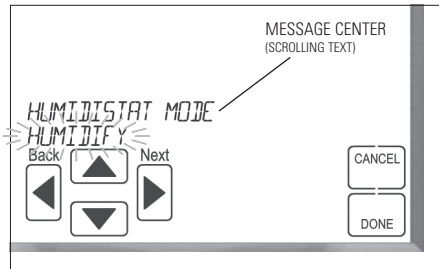 MESSAGE CENTER
(SCROLLING TEXT)
HUMIDISTAT MODE
HUMIDIFY
Back
Next
CANCEL
DONE